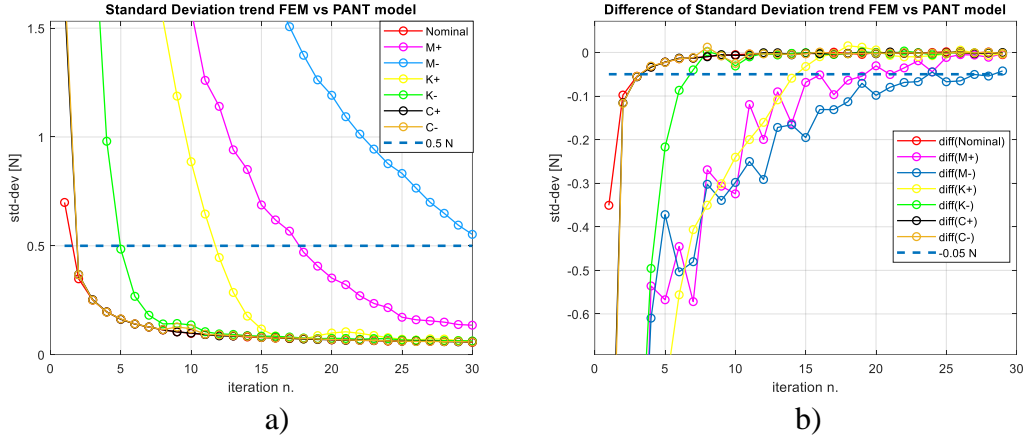 Standard Deviation trend FEM vs PANT model
1.5
1
0.5
0
std-dev [N]
0 5 10 15 20 25 30
iteration n.
Nominal
M+
M-
K+
K-
C+
C-
0.5 N
a)
Difference of Standard Deviation trend FEM vs PANT model
0
-0.1
-0.2
-0.3
-0.4
-0.5
-0.6
std-dev [N]
0 5 10 15 20 25 30
iteration n.
diff(Nominal)
diff(M+)
diff(M-)
diff(K+)
diff(K-)
diff(C+)
diff(C-)
-0.05 N
b)